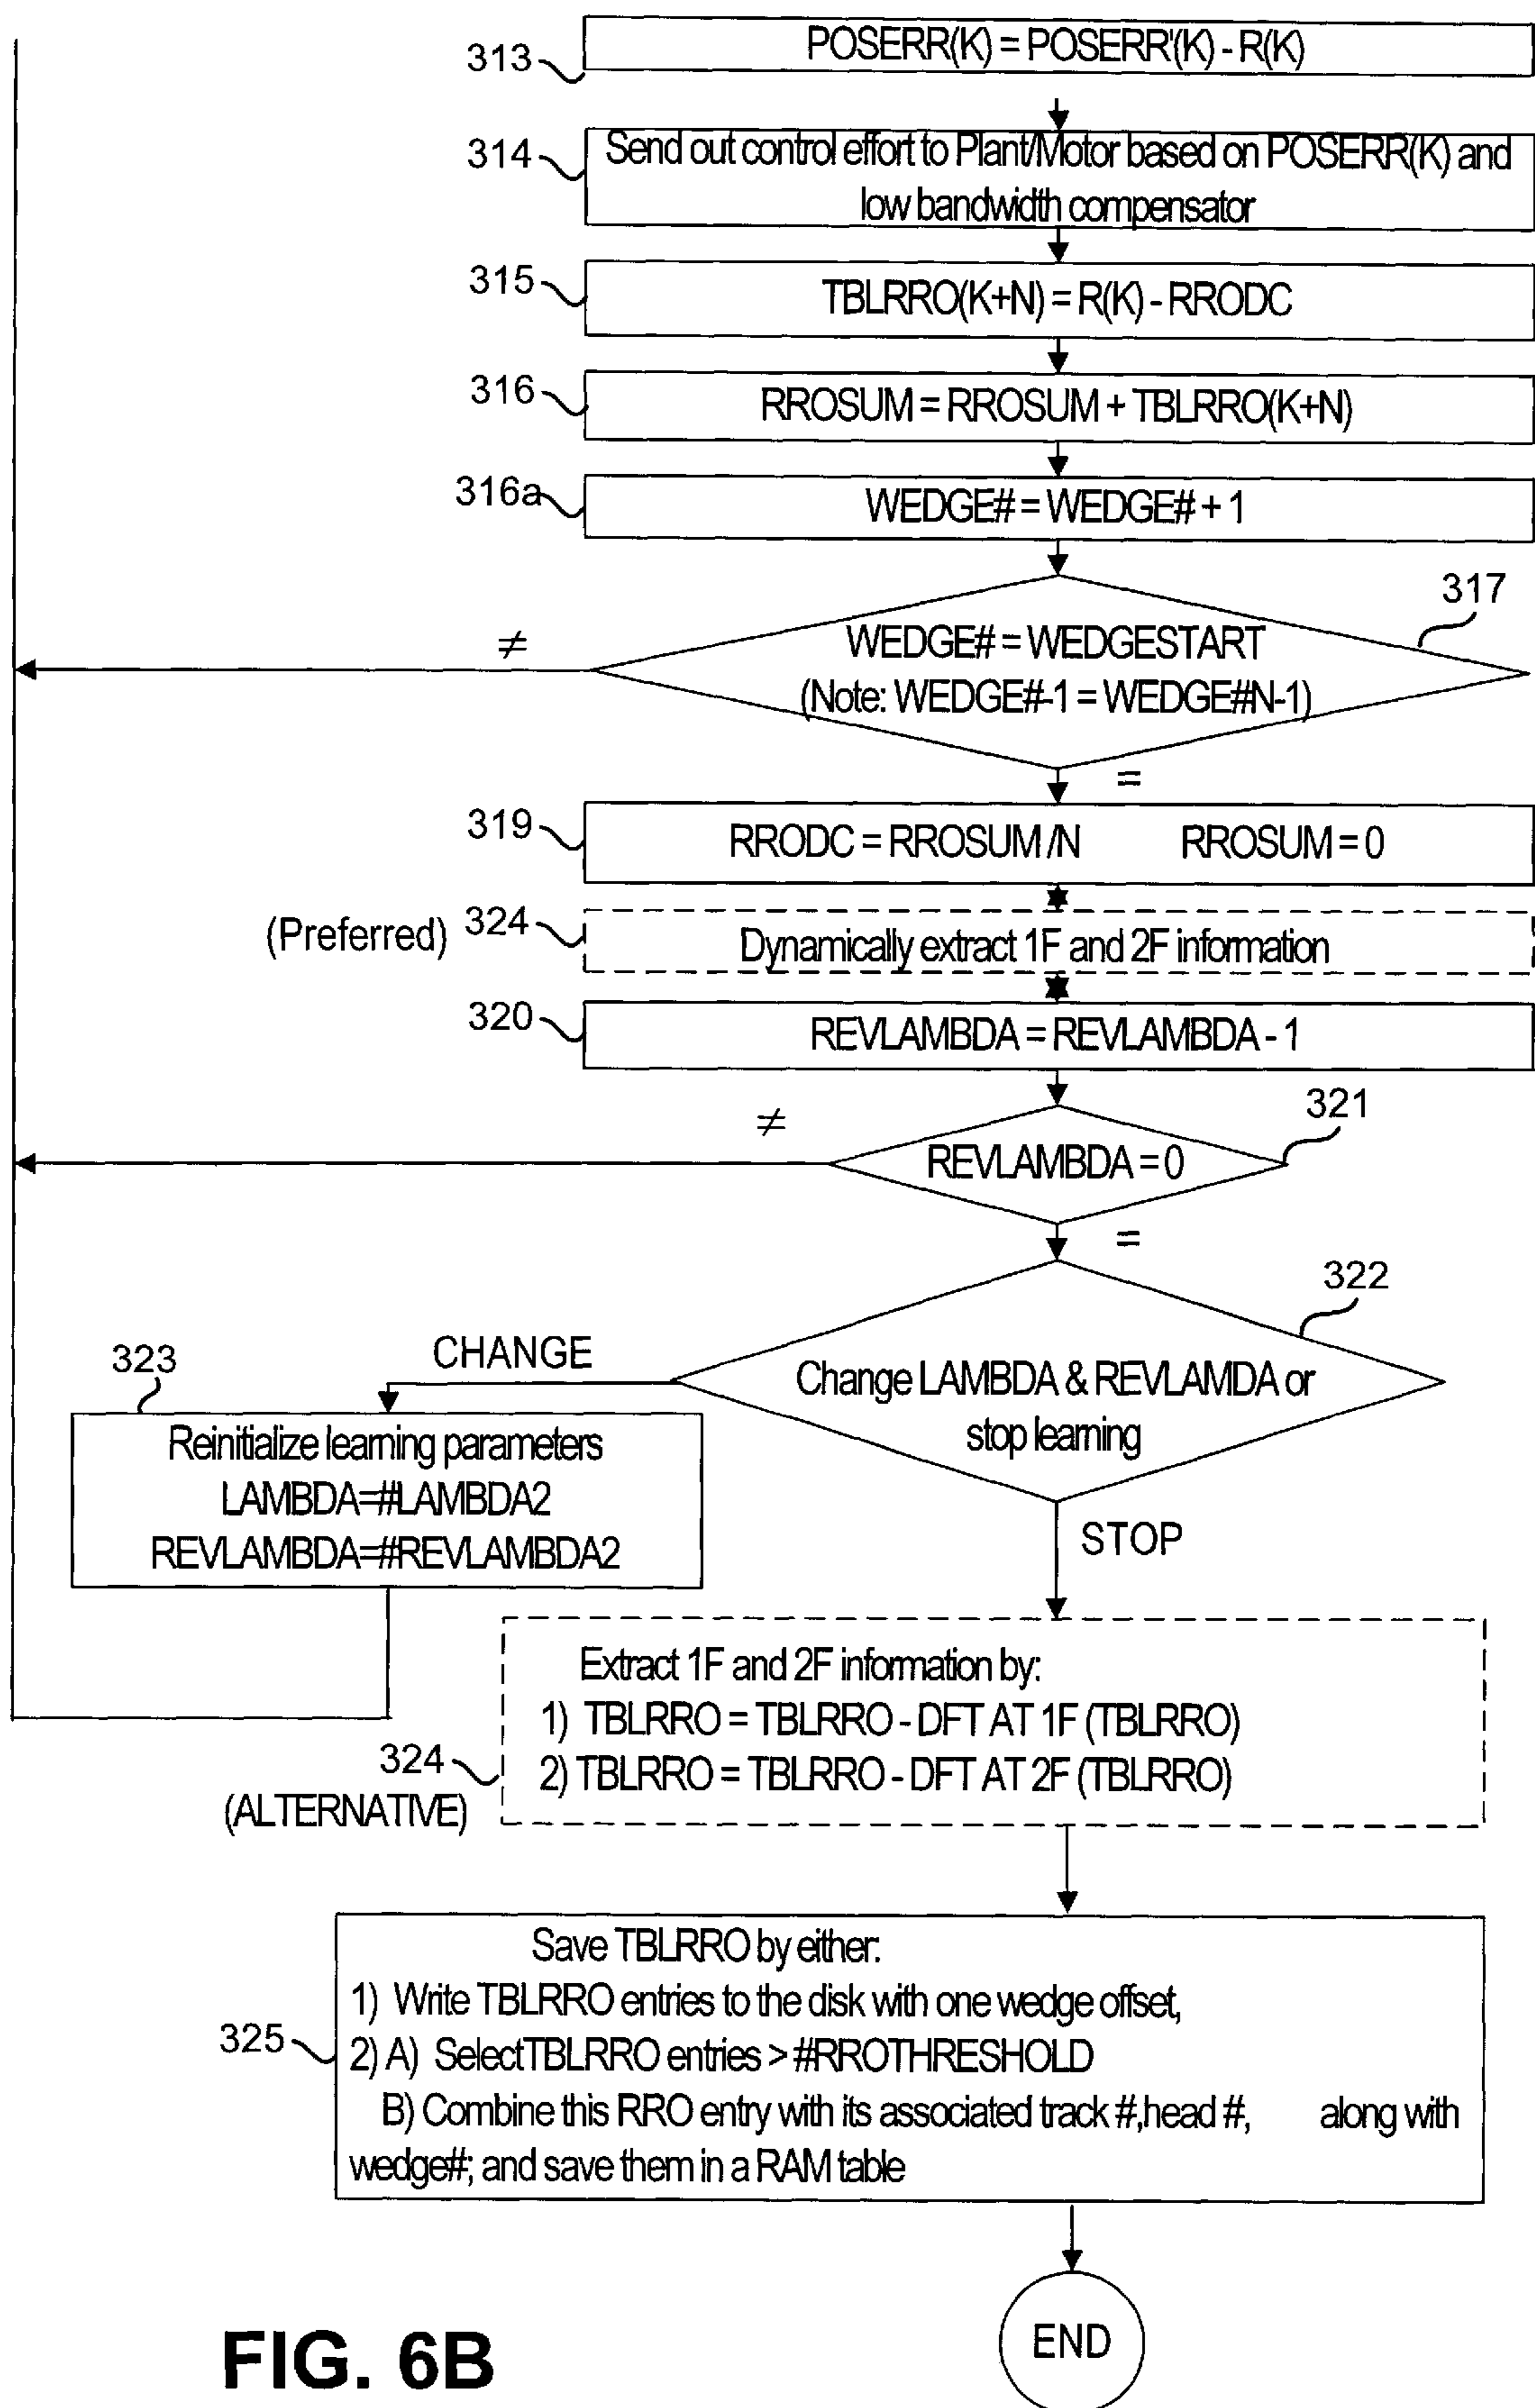 POSERR(K) = POSERR'(K) - R(K)
313
314
Send out control effort to Plant/Motor based on POSERR(K) and
low bandwidth compensator
315
TBLRRO(K+N) = R(K) - RRODC
316
RROSUM = RROSUM + TBLRRO(K+N)
316a
WEDGE# = WEDGE# + 1
317
≠
WEDGE# = WEDGESTART
(Note: WEDGE#-1 = WEDGE#N-1)
=
319
RRODC = RROSUM /N RROSUM = 0
(Preferred)
324
Dynamically extract 1F and 2F information
320
REVLAMBDA = REVLAMBDA - 1
321
≠
REVLAMBDA = 0
=
322
323
CHANGE
Change LAMBDA & REVLAMDA or
stop learning
Reinitialize learning parameters
LAMBDA=#LAMBDA2
REVLAMBDA=#REVLAMBDA2
STOP
Extract 1F and 2F information by:
1) TBLRRO = TBLRRO - DFT AT 1F (TBLRRO)
2) TBLRRO = TBLRRO - DFT AT 2F (TBLRRO)
324
(ALTERNATIVE)
Save TBLRRO by either:
1) Write TBLRRO entries to the disk with one wedge offset,
325
2) A) SelectTBLRRO entries > #RROTHRESHOLD
B) Combine this RRO entry with its associated track #,head #, along with
wedge#; and save them in a RAM table
END
FIG. 6B